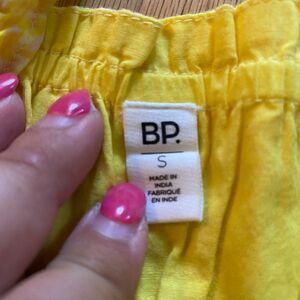 BP.
S
MADE IN
INDIA
FABRIQUÉ
EN INDE